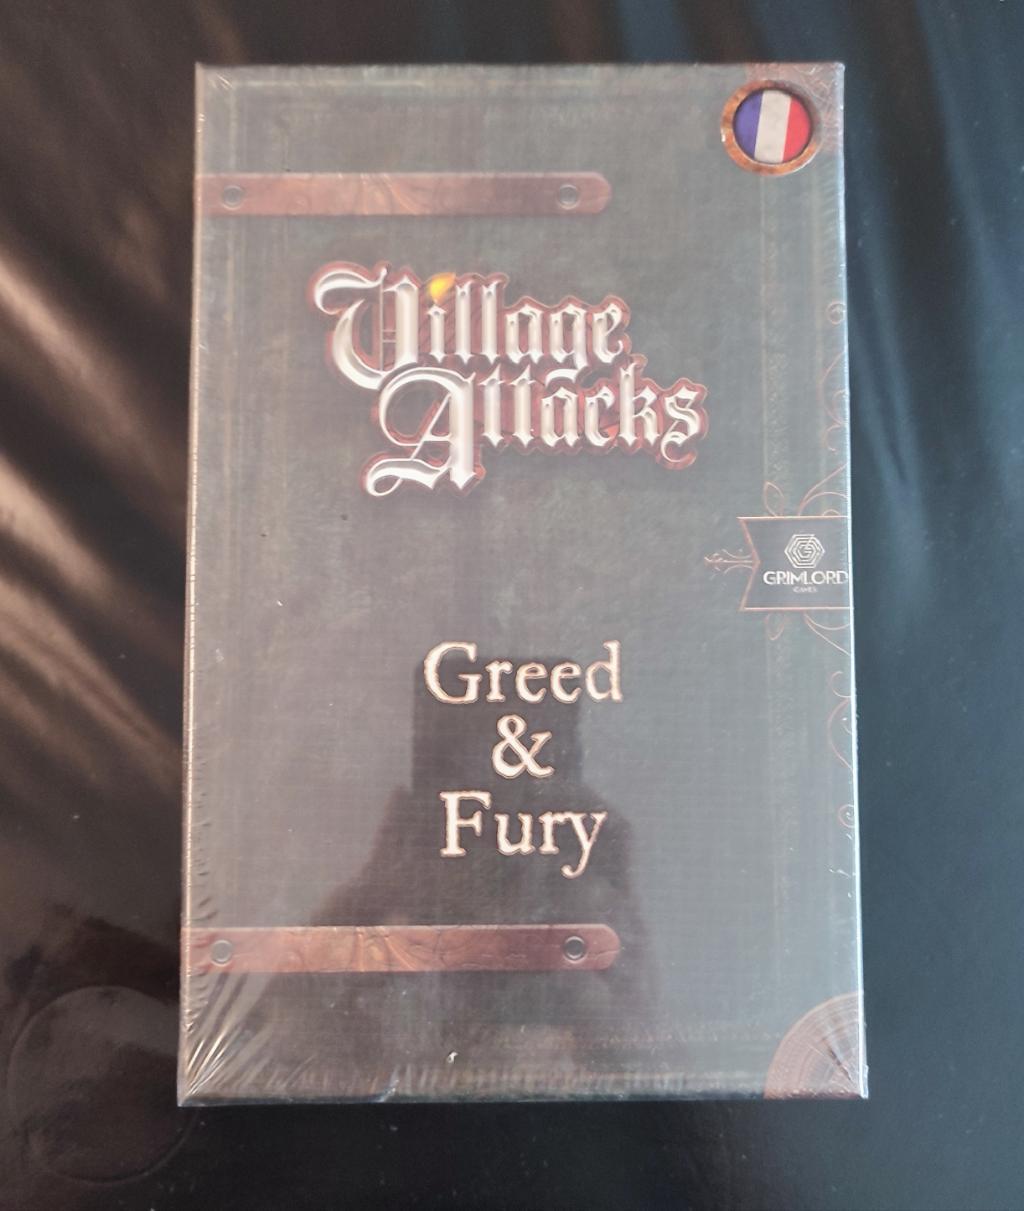 Village
Attacks
GRIMLORD
GAMES
Greed
&
Fury